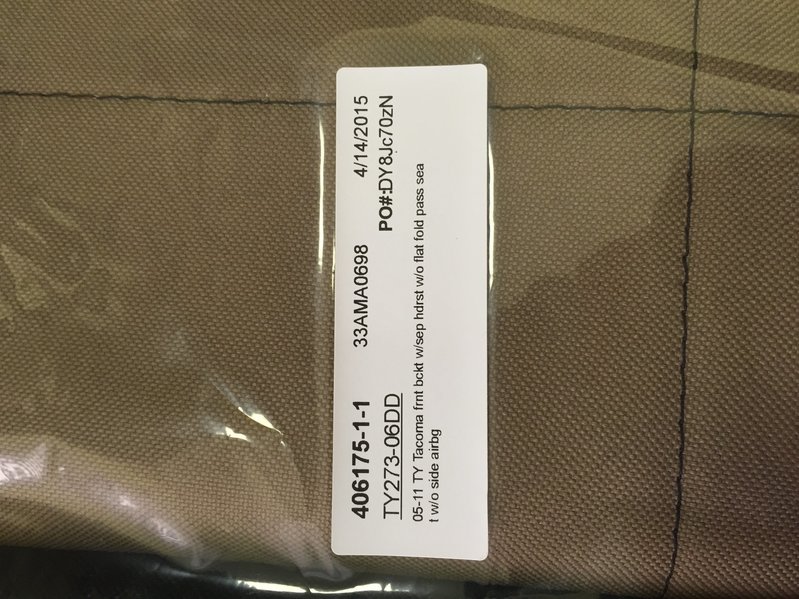 406175-1-1 33AMA0698 4/14/2015
TY273-06DD PO#:DY8Jc70zN
05-11 TY Tacoma frnt bckt w/sep hdrst w/o flat fold pass sea
t w/o side airbg